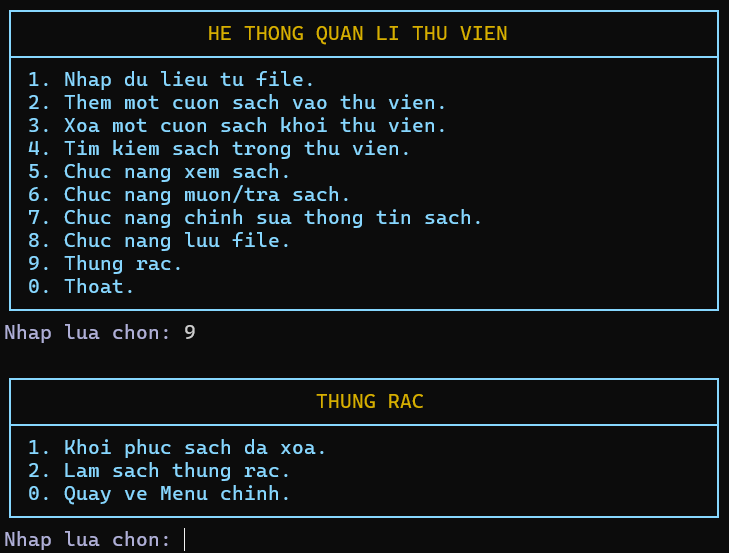 HE THONG QUAN LI THU VIEN
1. Nhap du lieu tu file.
2. Them mot cuon sach vao thu vien.
3. Xoa mot cuon sach khoi thu vien.
4. Tim kiem sach trong thu vien.
5. Chuc nang xem sach.
6. Chuc nang muon/tra sach.
7. Chuc nang chinh sua thong tin sach.
8. Chuc nang luu file.
9. Thung rac.
0. Thoat.
Nhap lua chon: 9
THUNG RAC
1. Khoi phuc sach da xoa.
2. Lam sach thung rac.
0. Quay ve Menu chinh.
Nhap lua chon: